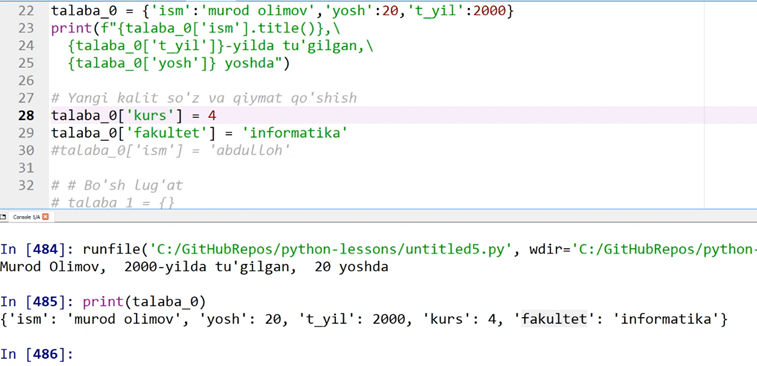 22 talaba_0 = {'ism':'murod olimov','yosh':20,'t_yil':2000}
23 print(f"{talaba_0['ism'].title()},\
24   {talaba_0['t_yil']}-yilda tu'gilgan,\
25   {talaba_0['yosh']} yoshda")
26
27 # Yangi kalit so'z va qiymat qo'shish
28 talaba_0['kurs'] = 4
29 talaba_0['fakultet'] = 'informatika'
30 #talaba_0['ism'] = 'abdulloh'
31
32 # # Bo'sh lug'at
# talaba 1 = {}
Console 1/A
In [484]: runfile('C:/GitHubRepos/python-lessons/untitled5.py', wdir='C:/GitHubRepos/python-
Murod Olimov,  2000-yilda tu'gilgan,  20 yoshda
In [485]: print(talaba_0)
{'ism': 'murod olimov', 'yosh': 20, 't_yil': 2000, 'kurs': 4, 'fakultet': 'informatika'}
In [486]: